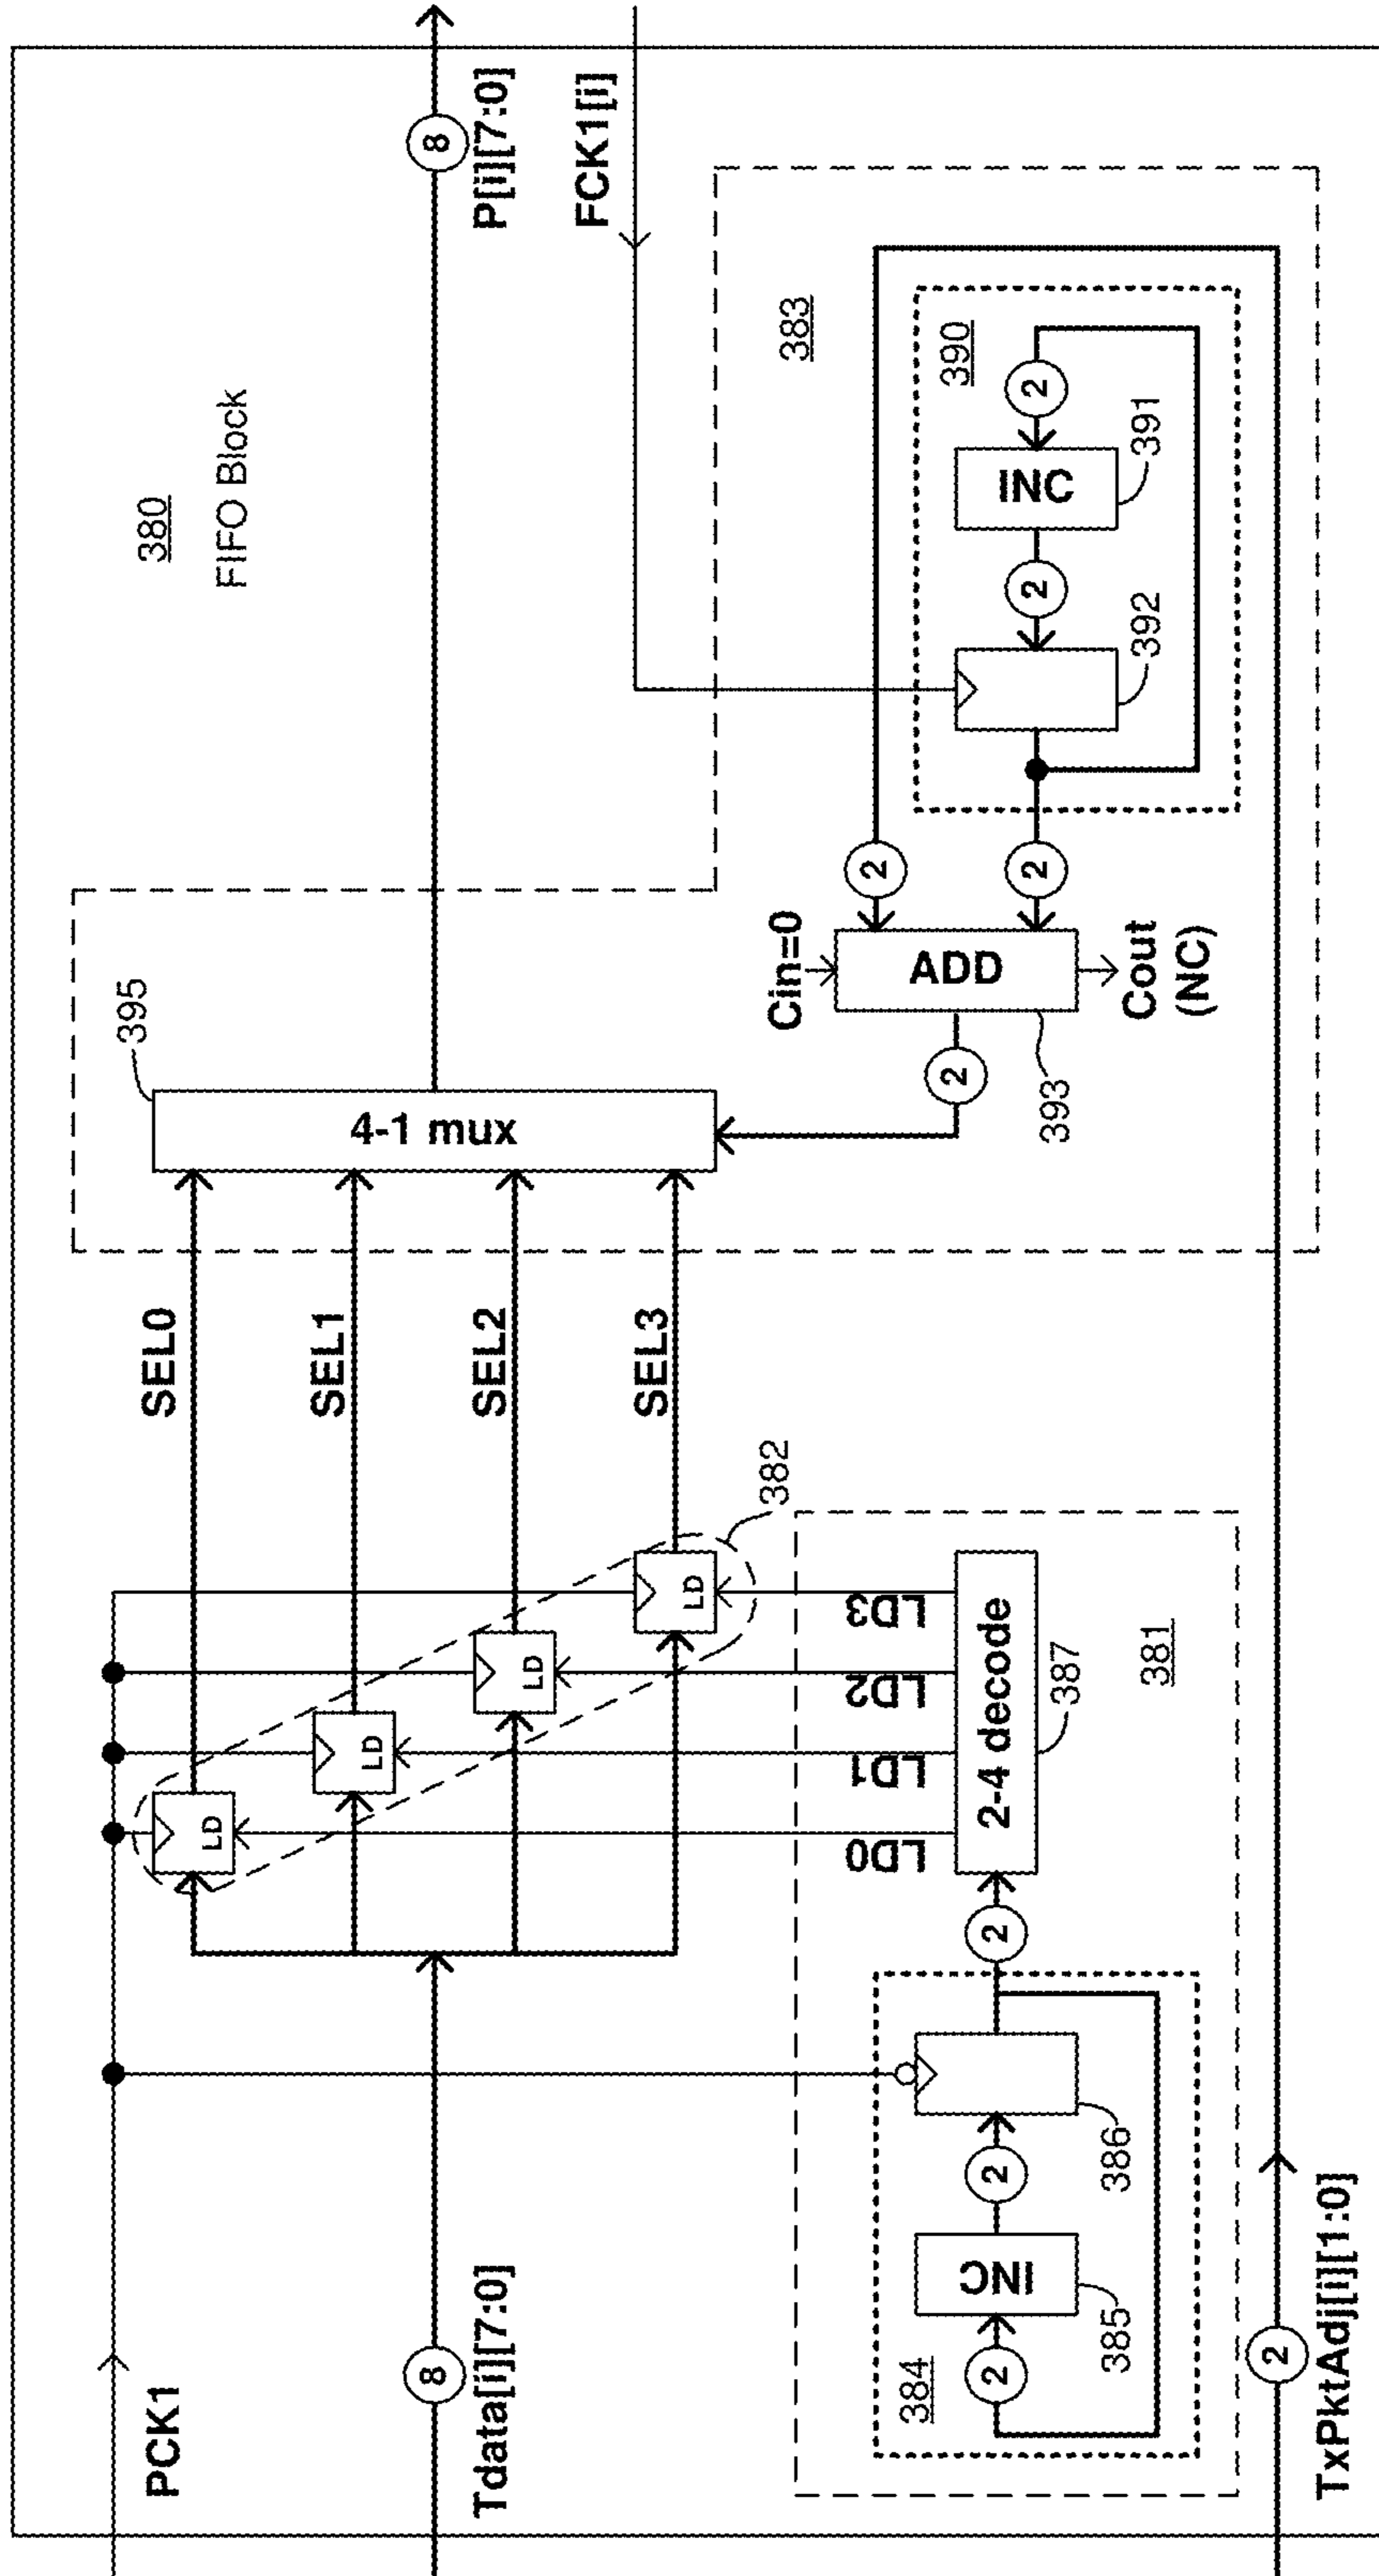 380
FIFO Block
PCK1
Tdata[i][7:0]
8
TxPktAdj[i][1:0]
2
384
2
INC
385
2
386
2
2-4 decode
387
381
LD0
LD1
LD2
LD3
LD
LD
LD
LD
382
SEL0
SEL1
SEL2
SEL3
4-1 mux
395
8
P[i][7:0]
FCK1[i]
383
Cin=0
ADD
Cout
(NC)
393
2
2
2
390
392
2
INC
391
2